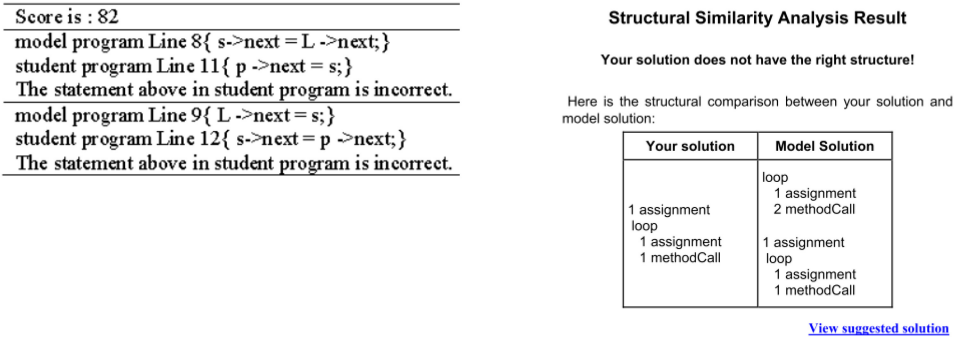 Score is : 82
model program Line 8{ s->next = L ->next;}
student program Line 11{ p ->next = s;}
The statement above in student program is incorrect.
model program Line 9{ L ->next = s;}
student program Line 12{ s->next = p ->next;}
The statement above in student program is incorrect.
Structural Similarity Analysis Result
Your solution does not have the right structure!
Here is the structural comparison between your solution and
model solution:
Your solution
1 assignment
loop
1 assignment
1 methodCall
Model Solution
loop
1 assignment
2 methodCall
1 assignment
loop
1 assignment
1 methodCall
View suggested solution